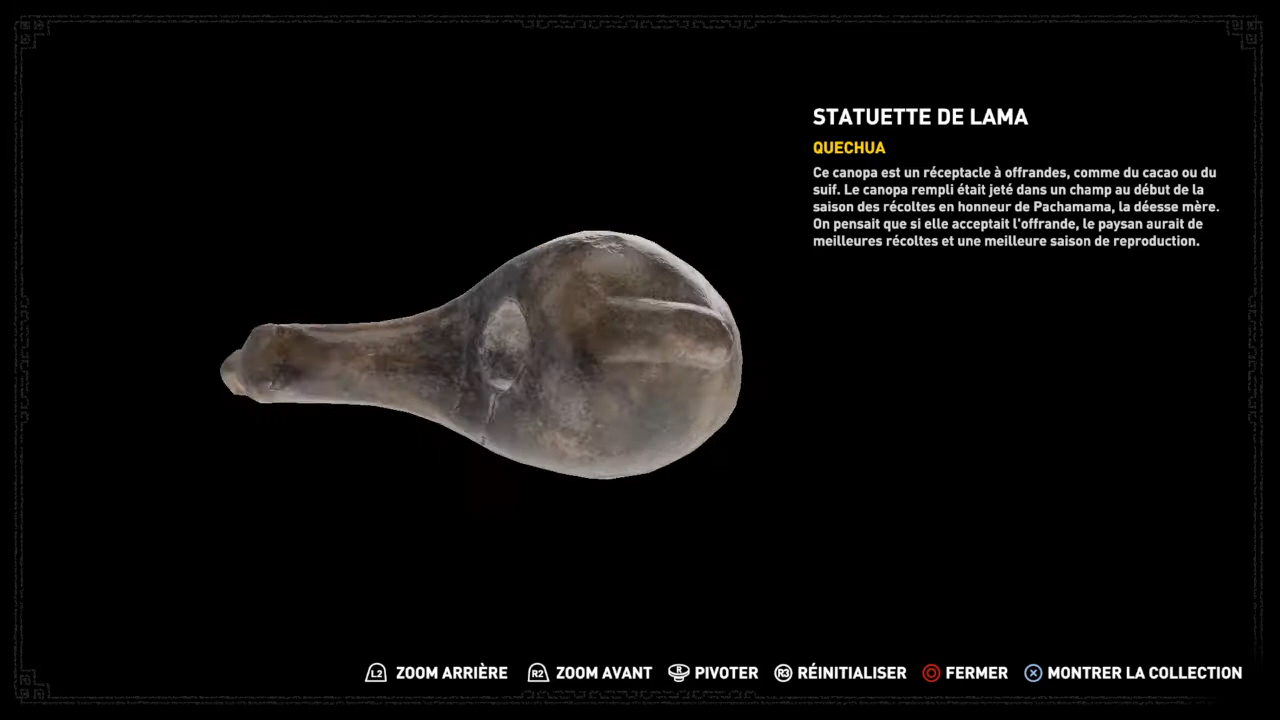 STATUETTE DE LAMA
QUECHUA
Ce canopa est un réceptacle à offrandes, comme du cacao ou du
suif. Le canopa rempli était jeté dans un champ au début de la
saison des récoltes en honneur de Pachamama, la déesse mère.
On pensait que si elle acceptait l'offrande, le paysan aurait de
meilleures récoltes et une meilleure saison de reproduction.
L2 ZOOM ARRIÈRE R2 ZOOM AVANT R PIVOTER R3 RÉINITIALISER FERMER MONTRER LA COLLECTION